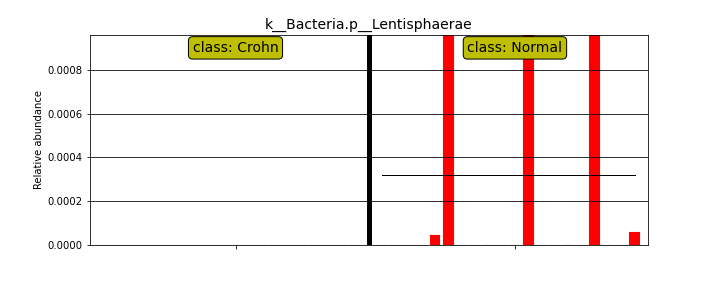 k__Bacteria.p__Lentisphaerae
class: Crohn
class: Normal
Relative abundance
0.0008
0.0006
0.0004
0.0002
0.0000